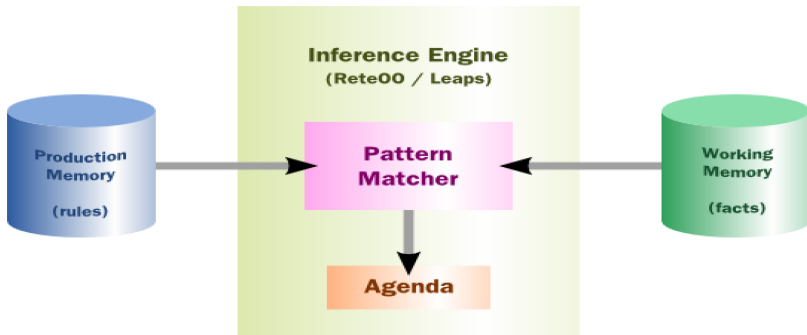 Inference Engine
(ReteOO / Leaps)
Production
Memory
(rules)
Pattern
Matcher
Working
Memory
(facts)
Agenda